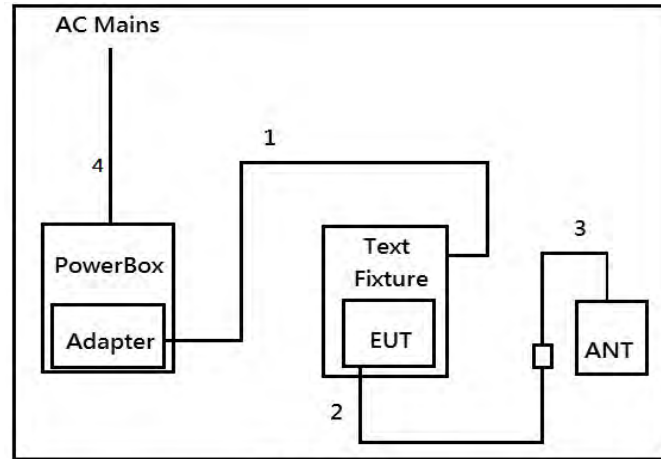 AC Mains
1
4
3
Text
Fixture
PowerBox
Adapter
EUT
ANT
2